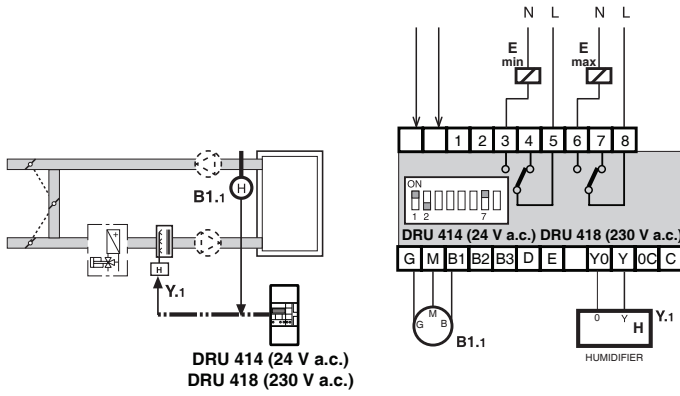 H
B1.1
+
H
Y.1
DRU 414 (24 V a.c.)
DRU 418 (230 V a.c.)
N L N L
E min
E max
1 2 3 4 5 6 7 8
ON
1 2 7
DRU 414 (24 V a.c.) DRU 418 (230 V a.c.)
G M B1 B2 B3 D E Y0 Y 0C C
G M B
B1.1
0 Y
H
Y.1
HUMIDIFIER